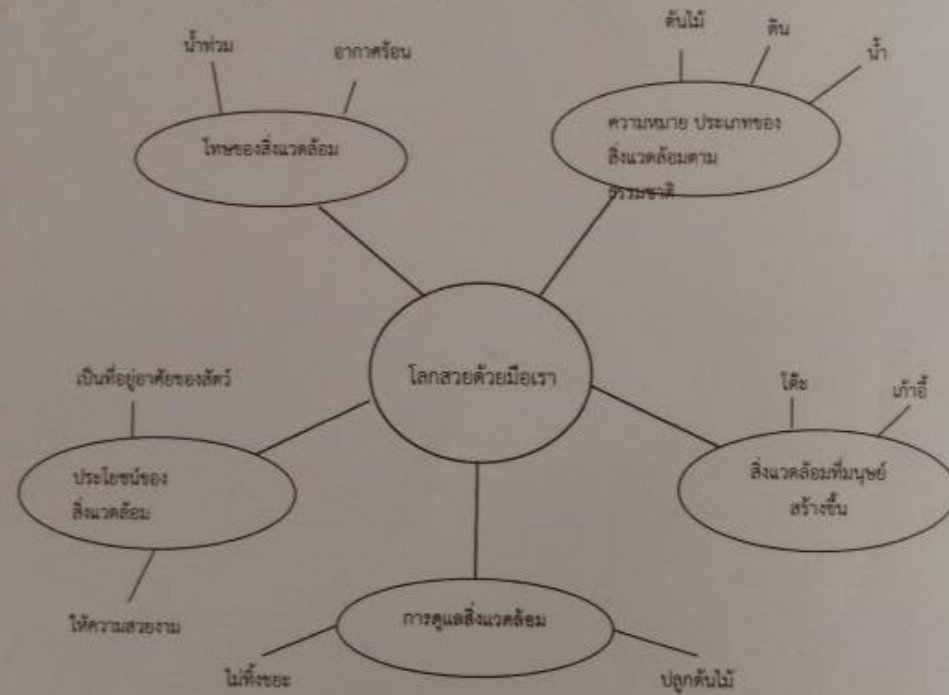 น้ำท่วม
อากาศร้อน
โทษของสิ่งแวดล้อม
ต้นไม้
ดิน
น้ำ
ความหมาย ประเภทของ
สิ่งแวดล้อมตาม
ธรรมชาติ
โลกสวยด้วยมือเรา
เป็นที่อยู่อาศัยของสัตว์
ประโยชน์ของ
สิ่งแวดล้อม
ให้ความสวยงาม
โต๊ะ
เก้าอี้
สิ่งแวดล้อมที่มนุษย์
สร้างขึ้น
การดูแลสิ่งแวดล้อม
ไม่ทิ้งขยะ
ปลูกต้นไม้